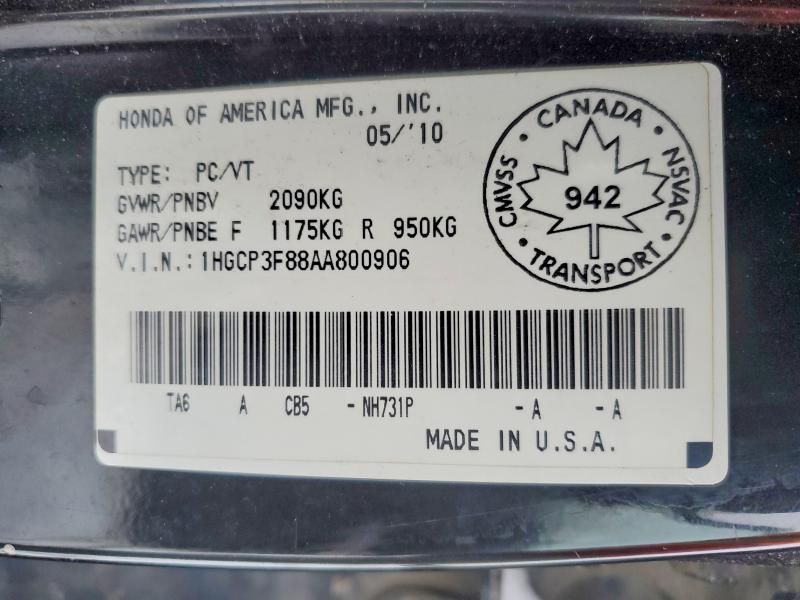 HONDA OF AMERICA MFG., INC.
05/'10
TYPE: PC/VT
GVWR/PNBV 2090KG
GAWR/PNBE F 1175KG R 950KG
V.I.N.: 1HGCP3F88AA800906
CANADA
CMVSS
NSVAC
942
TRANSPORT
TA6 A CB5 -NH731P -A -A
MADE IN U.S.A.